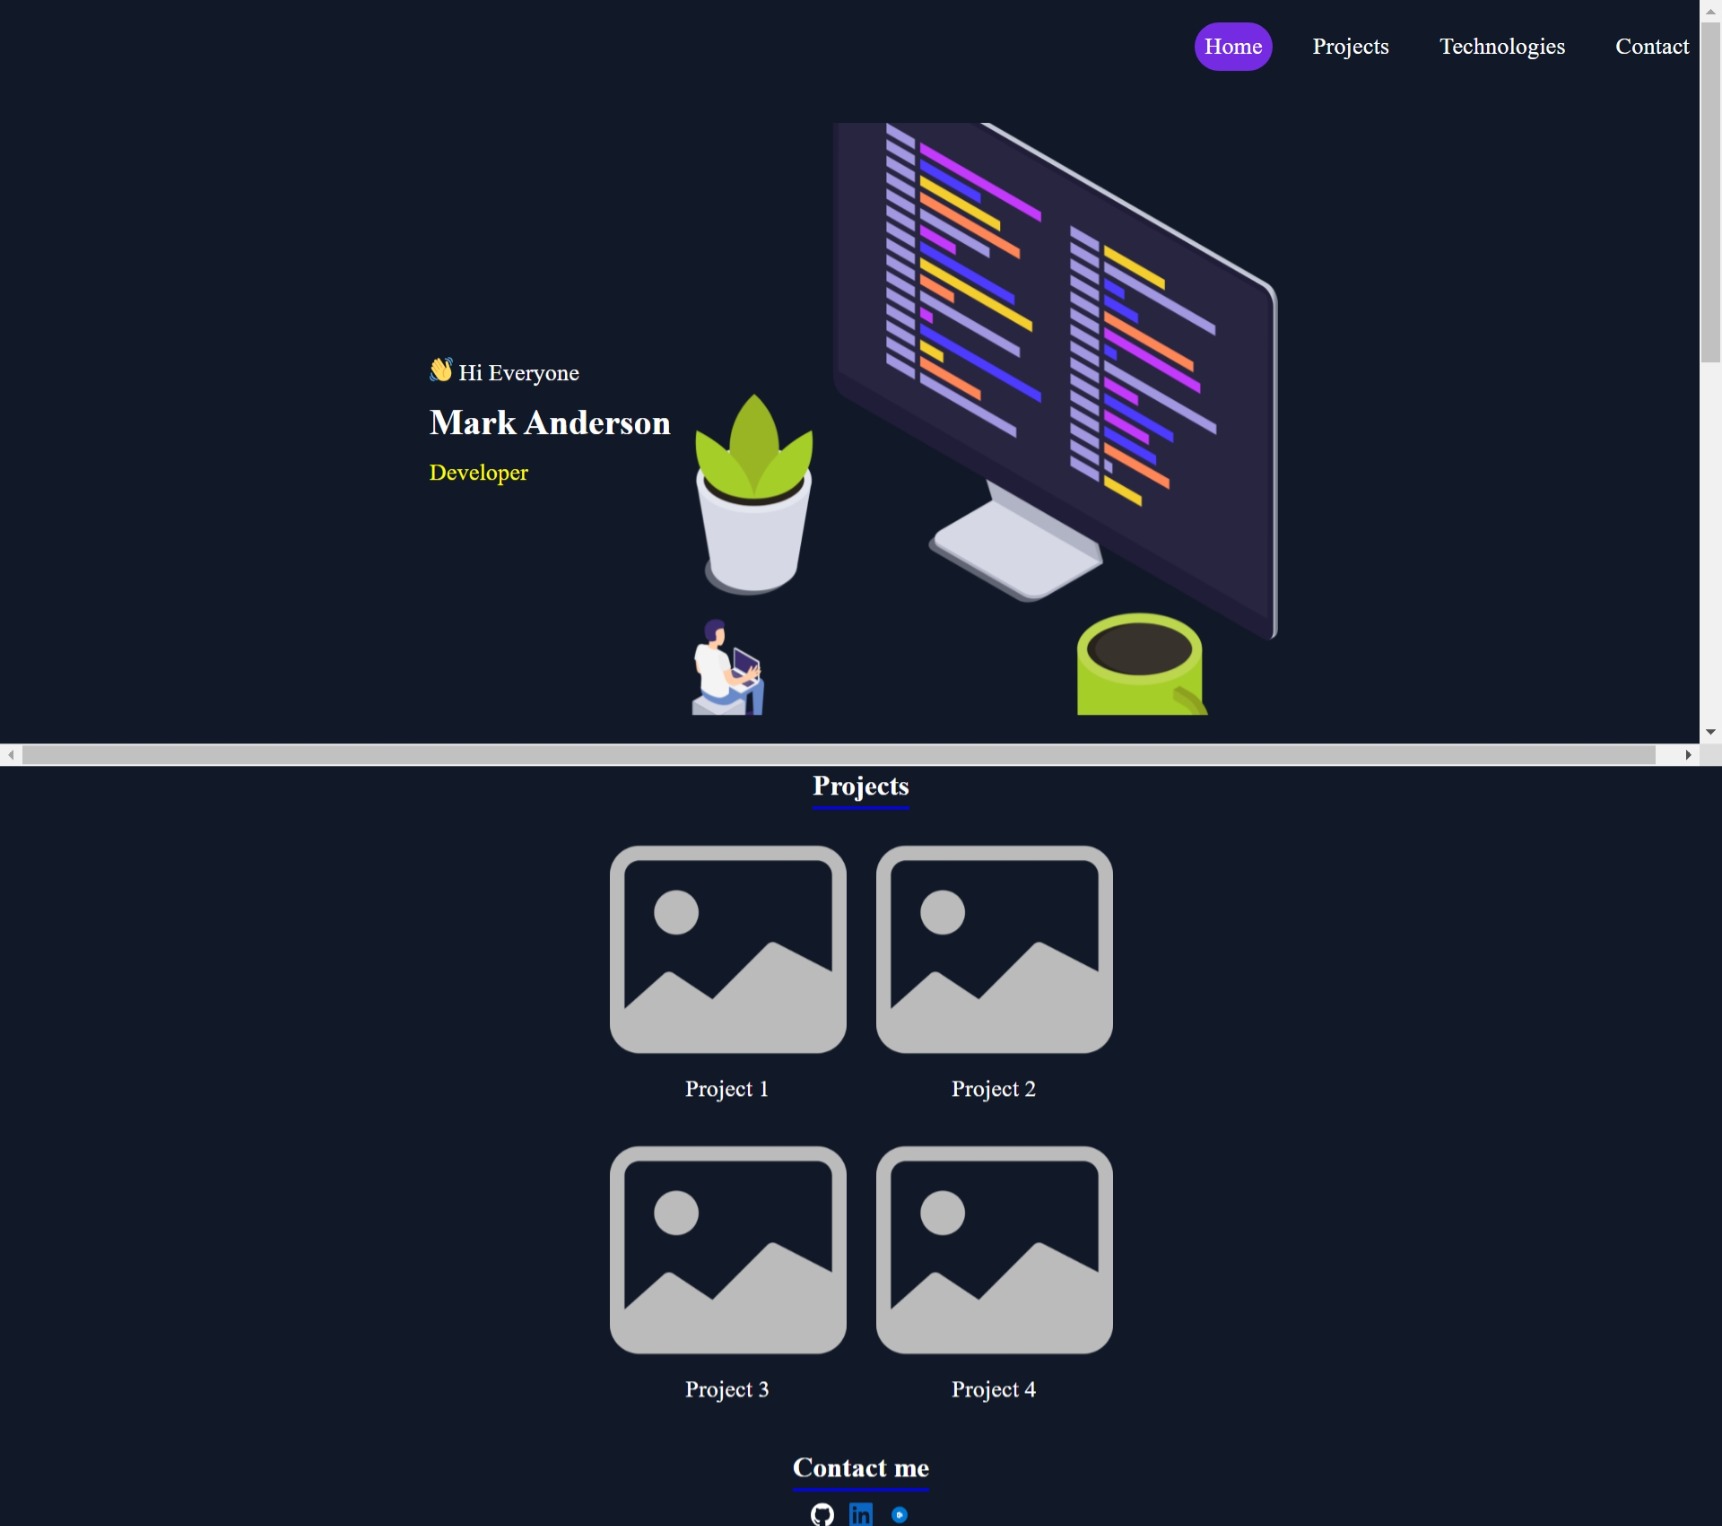 Home Projects Technologies Contact
👋 Hi Everyone
Mark Anderson
Developer
Projects
Project 1 Project 2
Project 3 Project 4
Contact me
in